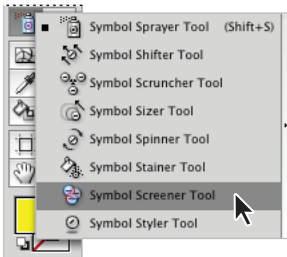 Symbol Sprayer Tool (Shift+S)
Symbol Shifter Tool
Symbol Scruncher Tool
Symbol Sizer Tool
Symbol Spinner Tool
Symbol Stainer Tool
Symbol Screener Tool
Symbol Styler Tool